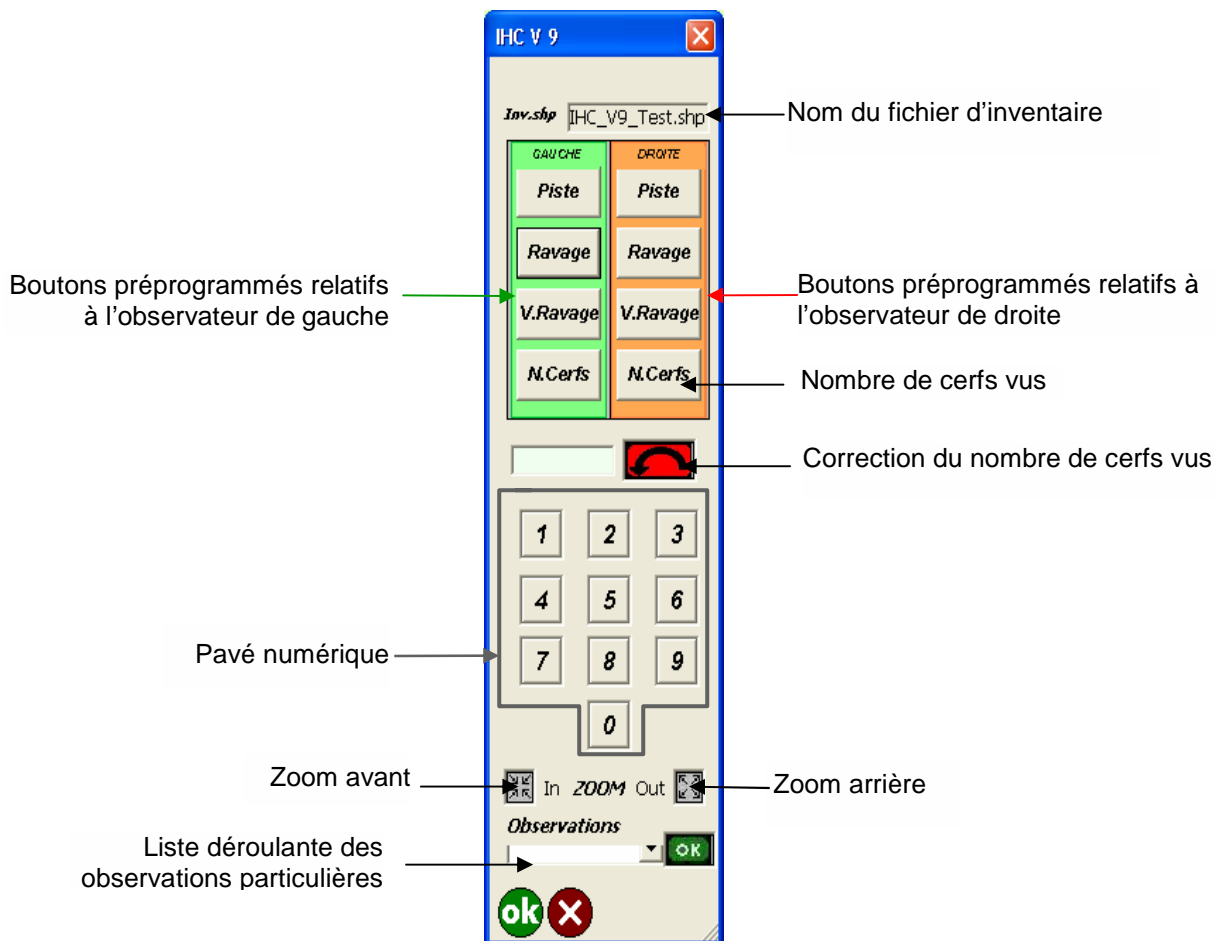 IHC V 9
Inv.shp IHC_V9_Test.shp
Nom du fichier d'inventaire
GAUCHE DROITE
Piste Piste
Ravage Ravage
Boutons préprogrammés relatifs
à l'observateur de gauche
Boutons préprogrammés relatifs à
l'observateur de droite
V.Ravage V.Ravage
N.Cerfs N.Cerfs
Nombre de cerfs vus
Correction du nombre de cerfs vus
1 2 3
4 5 6
Pavé numérique
7 8 9
0
Zoom avant
In ZOOM Out
Zoom arrière
Observations
Liste déroulante des
observations particulières
OK
ok